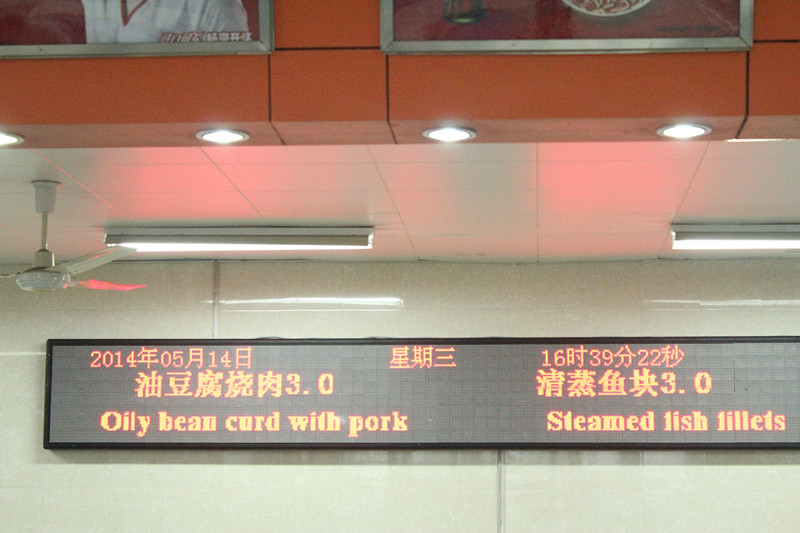 2014年05月14日 星期三 16时39分22秒
油豆腐烧肉3.0 清蒸鱼块3.0
Oily bean curd with pork Steamed fish fillets